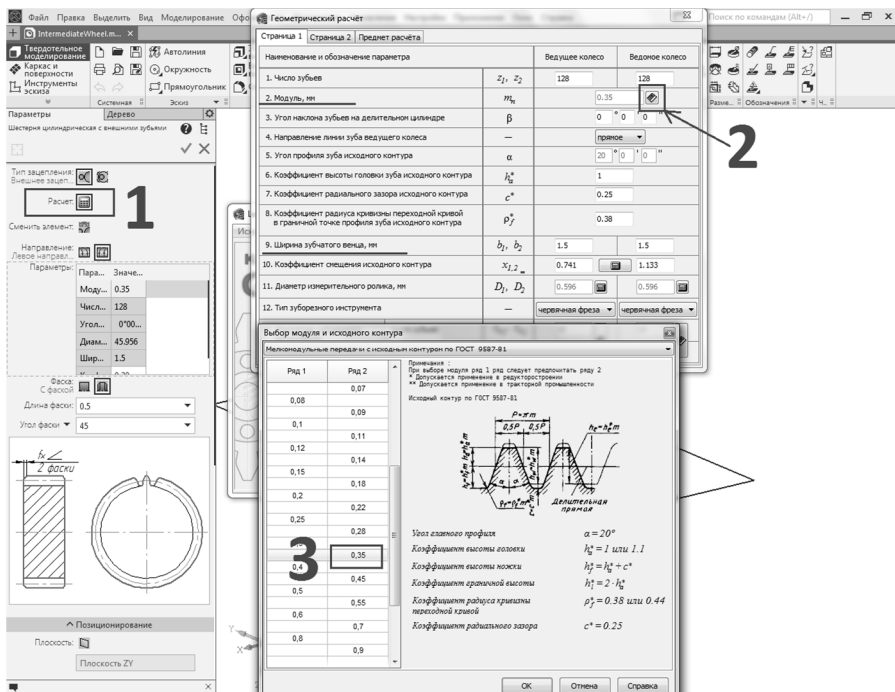 Файл Правка Выделить Вид Моделирование Офо
Поиск по командам (Alt+/)
IntermediateWheel.m...
Твердотельное моделирование
Каркас и поверхности
Инструменты эскиза
Автолиния
Окружность
Прямоугольник
Системная
Эскиз
Разме...
Обозначения
Ч...
Параметры
Дерево
Шестерня цилиндрическая с внешними зубьями
Тип зацепления:
Внешнее зацеп...
Расчет:
1
Сменить элемент:
Направление:
Левое направл...
Параметры:
Пара... Значе...
Моду... 0.35
Числ... 128
Угол... 0°00...
Диам... 45.956
Шир... 1.5
Фаска:
С фаской
Длина фаски: 0.5
Угол фаски 45
fx
2 фаски
Позиционирование
Плоскость:
Плоскость ZY
Y
X
Геометрический расчёт
Страница 1 Страница 2 Предмет расчёта
Наименование и обозначение параметра Ведущее колесо Ведомое колесо
1. Число зубьев z1, z2 128 128
2. Модуль, мм mn 0.35
2
3. Угол наклона зубьев на делительном цилиндре β 0 ° 0 ' 0 "
4. Направление линии зуба ведущего колеса — прямое
5. Угол профиля зуба исходного контура α 20 ° 0 ' 0 "
6. Коэффициент высоты головки зуба исходного контура h*a 1
7. Коэффициент радиального зазора исходного контура c* 0.25
8. Коэффициент радиуса кривизны переходной кривой
в граничной точке профиля зуба исходного контура ρ*f 0.38
9. Ширина зубчатого венца, мм b1, b2 1.5 1.5
10. Коэффициент смещения исходного контура x1,2 0.741 1.133
11. Диаметр измерительного ролика, мм D1, D2 0.596 0.596
12. Тип зуборезного инструмента — червячная фреза червячная фреза
Выбор модуля и исходного контура
Мелкомодульные передачи с исходным контуром по ГОСТ 9587-81
Ряд 1 Ряд 2
0,07
0,08
0,09
0,1
0,11
0,12
0,14
0,15
0,18
0,2
0,22
0,25
0,28
3
0,35
0,4
0,45
0,5
0,55
0,6
0,7
0,8
0,9
Примечания :
При выборе модуля ряд 1 ряд следует предпочитать ряду 2
* Допускается применение в редукторостроении
** Допускается применение в тракторной промышленности
Исходный контур по ГОСТ 9587-81
P=πm
0,5P 0,5P
Делительная
прямая
Угол главного профиля α = 20°
Коэффициент высоты головки h*a = 1 или 1.1
Коэффициент высоты ножки h*f = h*a + c*
Коэффициент граничной высоты h*l = 2 · h*a
Коэффициент радиуса кривизны
переходной кривой ρ*f = 0.38 или 0.44
Коэффициент радиального зазора c* = 0.25
OK Отмена Справка